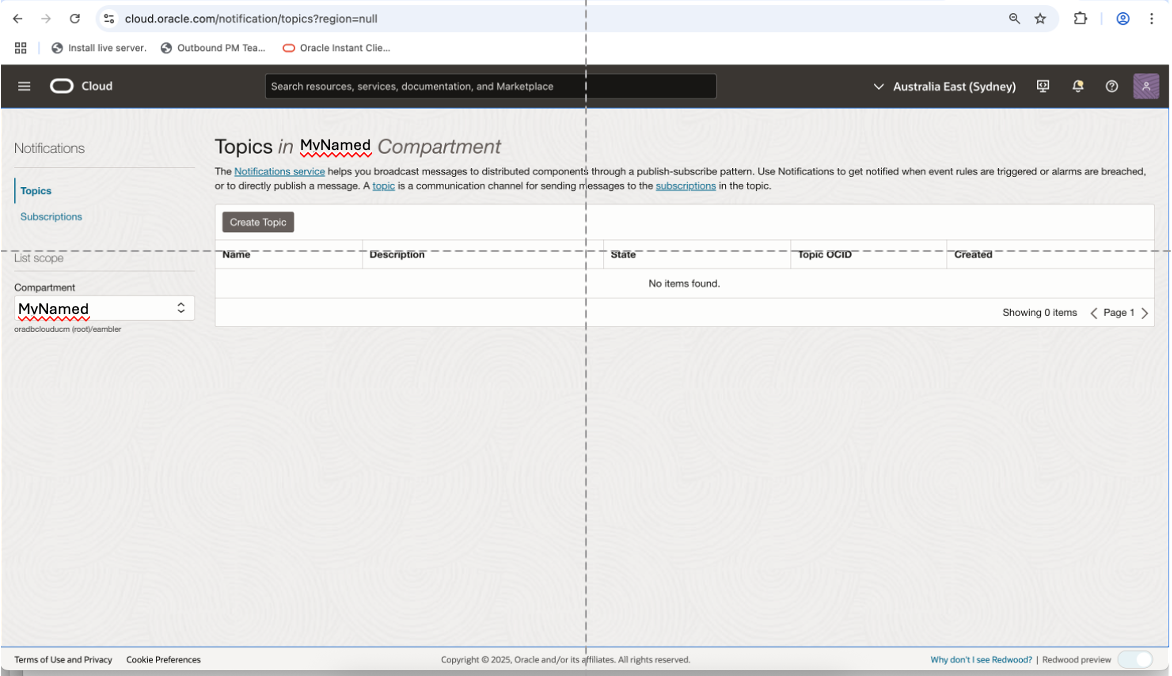 cloud.oracle.com/notification/topics?region=null
Install live server. Outbound PM Tea... Oracle Instant Clie...
Cloud Search resources, services, documentation, and Marketplace Australia East (Sydney)
Notifications
Topics
Subscriptions
List scope
Compartment
MvNamed
oradbclouducm (root)/eambler
Topics in MvNamed Compartment
The Notifications service helps you broadcast messages to distributed components through a publish-subscribe pattern. Use Notifications to get notified when event rules are triggered or alarms are breached,
or to directly publish a message. A topic is a communication channel for sending messages to the subscriptions in the topic.
Create Topic
Name Description State Topic OCID Created
No items found.
Showing 0 items Page 1
Terms of Use and Privacy Cookie Preferences Copyright © 2025, Oracle and/or its affiliates. All rights reserved. Why don't I see Redwood? | Redwood preview